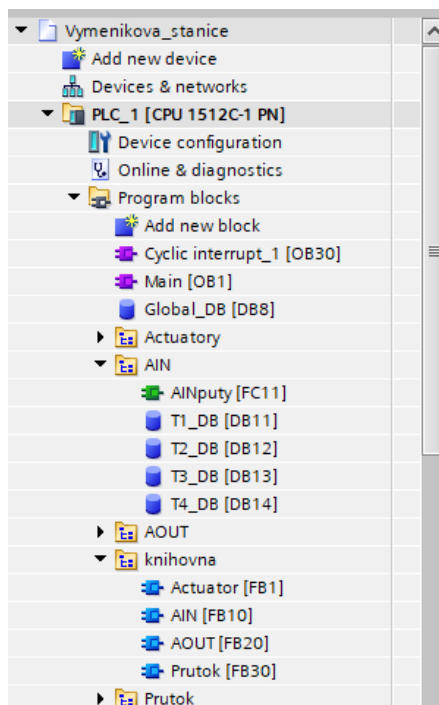 Vymenikova_stanice
Add new device
Devices & networks
PLC_1 [CPU 1512C-1 PN]
Device configuration
Online & diagnostics
Program blocks
Add new block
Cyclic interrupt_1 [OB30]
Main [OB1]
Global_DB [DB8]
Actuatory
AIN
AINputy [FC11]
T1_DB [DB11]
T2_DB [DB12]
T3_DB [DB13]
T4_DB [DB14]
AOUT
knihovna
Actuator [FB1]
AIN [FB10]
AOUT [FB20]
Prutok [FB30]
Prutok